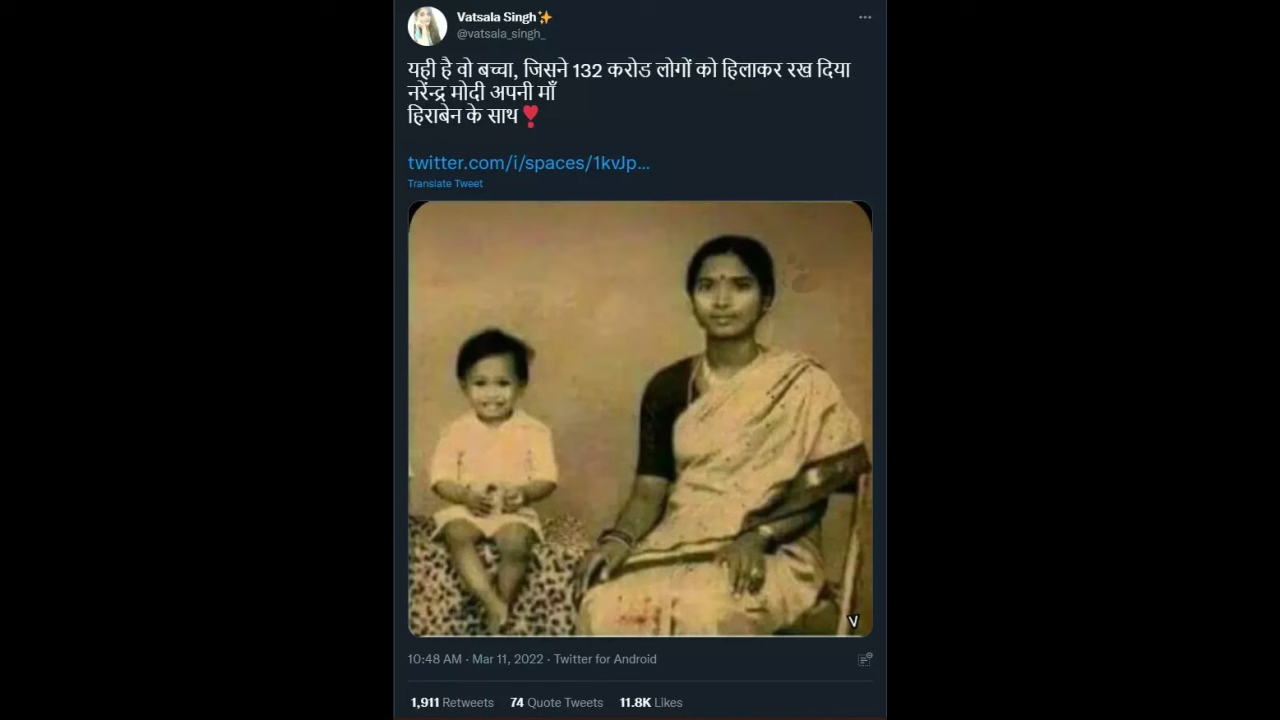 Vatsala Singh✨
@vatsala_singh_
यही है वो बच्चा, जिसने 132 करोड लोगों को हिलाकर रख दिया
नरेंन्द्र मोदी अपनी माँ
हिराबेन के साथ❣️
twitter.com/i/spaces/1kvJp...
Translate Tweet
V
10:48 AM · Mar 11, 2022 · Twitter for Android
1,911 Retweets 74 Quote Tweets 11.8K Likes